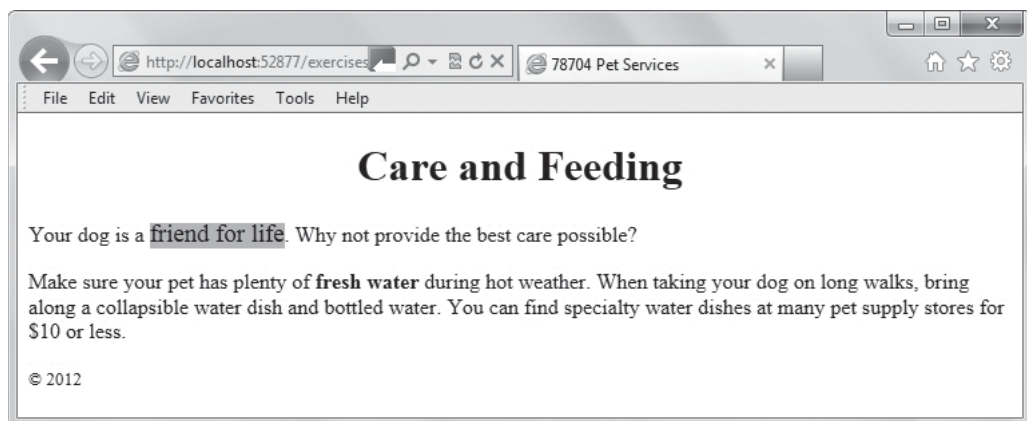 http://localhost:52877/exercises
78704 Pet Services
File Edit View Favorites Tools Help
Care and Feeding
Your dog is a friend for life. Why not provide the best care possible?
Make sure your pet has plenty of fresh water during hot weather. When taking your dog on long walks, bring
along a collapsible water dish and bottled water. You can find specialty water dishes at many pet supply stores for
$10 or less.
© 2012